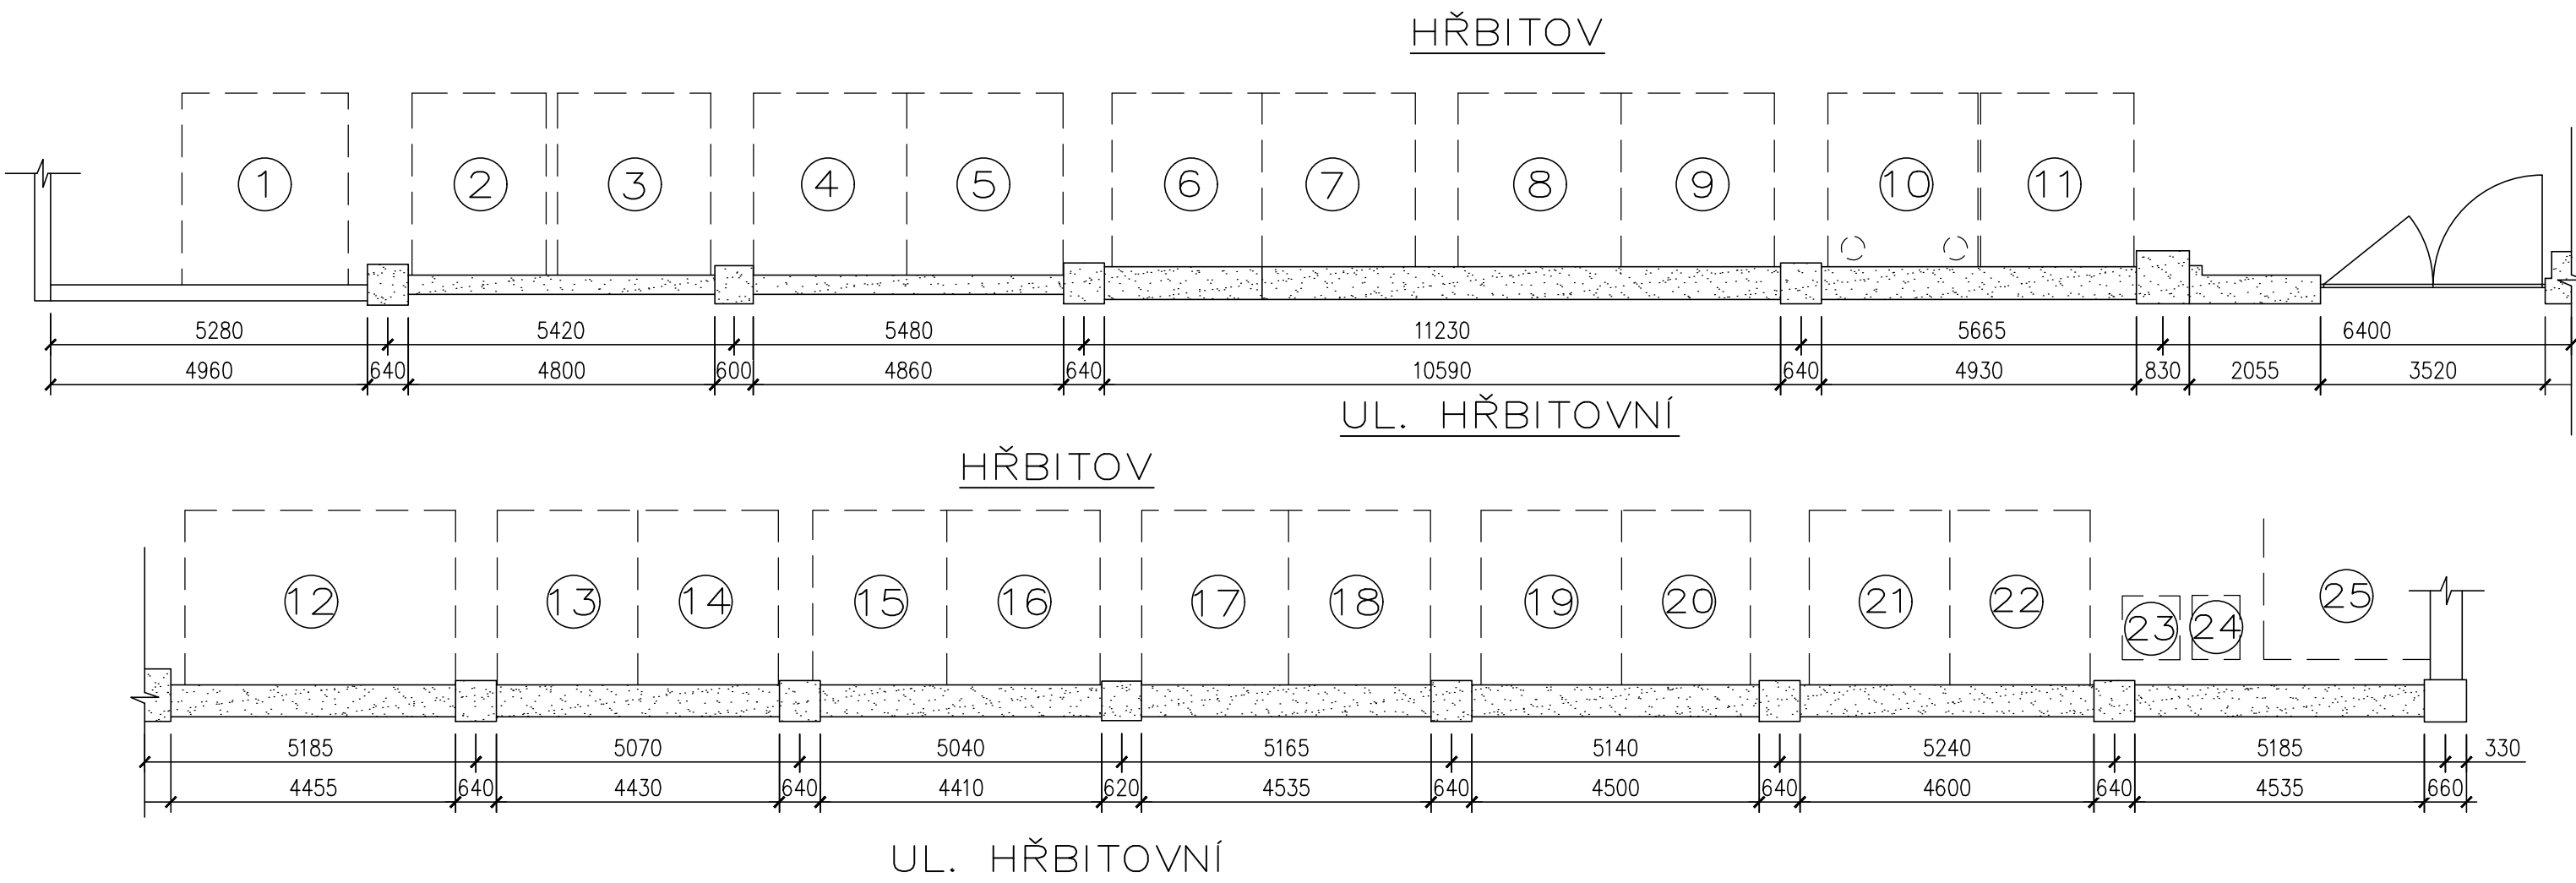 HŘBITOV
1 2 3 4 5 6 7 8 9 10 11
5280 5420 5480 11230 5665 6400
4960 640 4800 600 4860 640 10590 640 4930 830 2055 3520
UL. HŘBITOVNÍ
HŘBITOV
12 13 14 15 16 17 18 19 20 21 22 23 24 25
5185 5070 5040 5165 5140 5240 5185 330
4455 640 4430 640 4410 620 4535 640 4500 640 4600 640 4535 660
UL. HŘBITOVNÍ